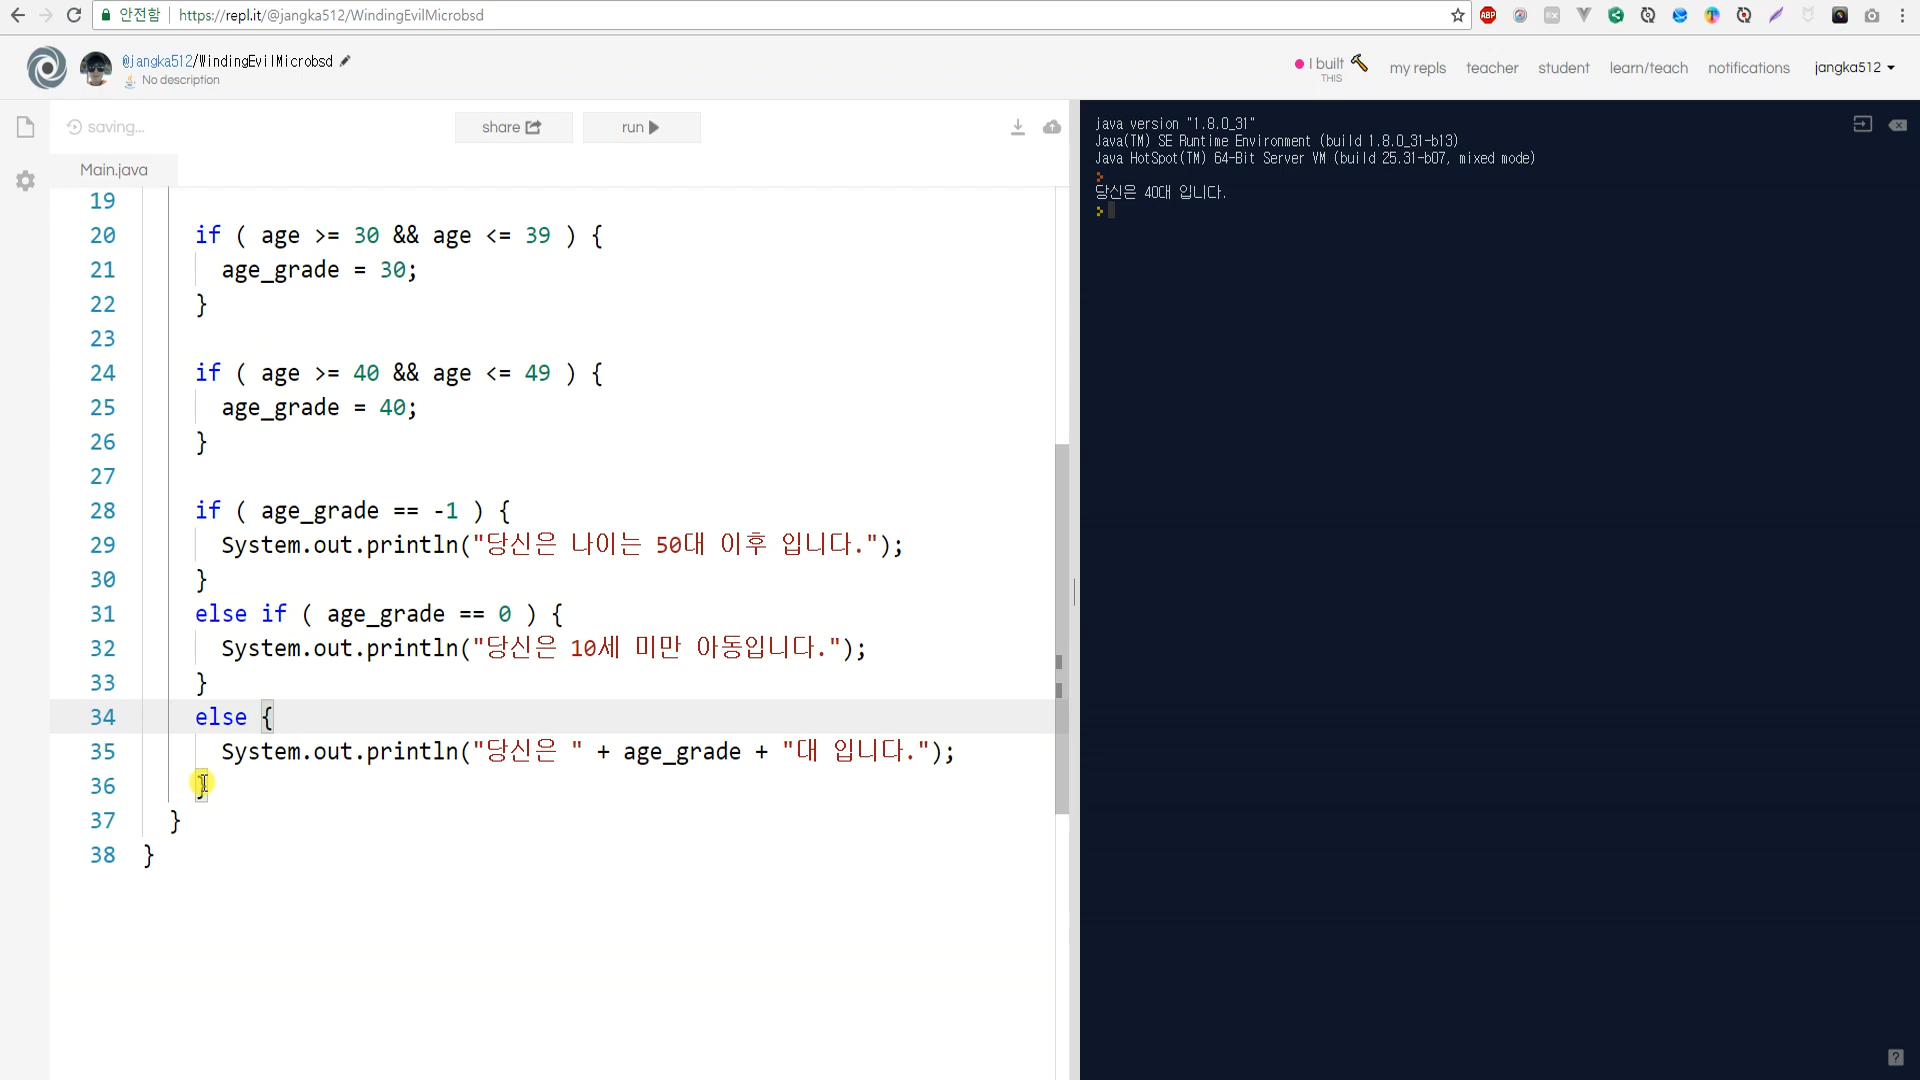 안전함 https://repl.it/@jangka512/WindingEvilMicrobsd
ABP
@jangka512/WindingEvilMicrobsd
No description
I built
THIS
my repls teacher student learn/teach notifications jangka512
saving...
share run
Main.java
19
20 if ( age >= 30 && age <= 39 ) {
21 age_grade = 30;
22 }
23
24 if ( age >= 40 && age <= 49 ) {
25 age_grade = 40;
26 }
27
28 if ( age_grade == -1 ) {
29 System.out.println("당신은 나이는 50대 이후 입니다.");
30 }
31 else if ( age_grade == 0 ) {
32 System.out.println("당신은 10세 미만 아동입니다.");
33 }
34 else {
35 System.out.println("당신은 " + age_grade + "대 입니다.");
36 }
37 }
38 }
java version "1.8.0_31"
Java(TM) SE Runtime Environment (build 1.8.0_31-b13)
Java HotSpot(TM) 64-Bit Server VM (build 25.31-b07, mixed mode)
>
당신은 40대 입니다.
>
?